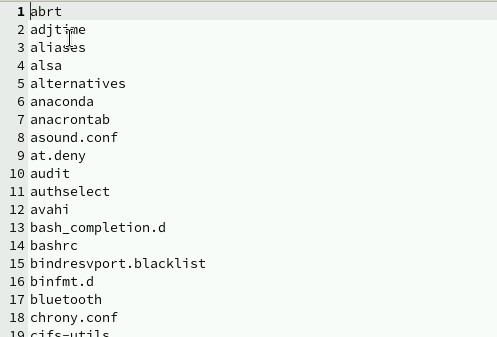 1 abrt
2 adjtime
3 aliases
4 alsa
5 alternatives
6 anaconda
7 anacrontab
8 asound.conf
9 at.deny
10 audit
11 authselect
12 avahi
13 bash_completion.d
14 bashrc
15 bindresvport.blacklist
16 binfmt.d
17 bluetooth
18 chrony.conf
19 cifs-utils